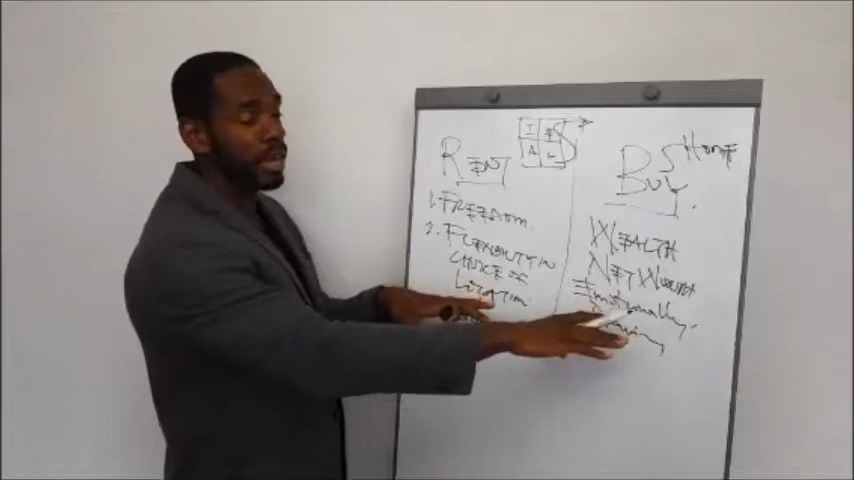 RENT
1. FREEDOM
2. FLEXIBILITY IN
CHOICE OF
LOCATION
BUY
HOME
WEALTH
NET WORTH
Emotionally